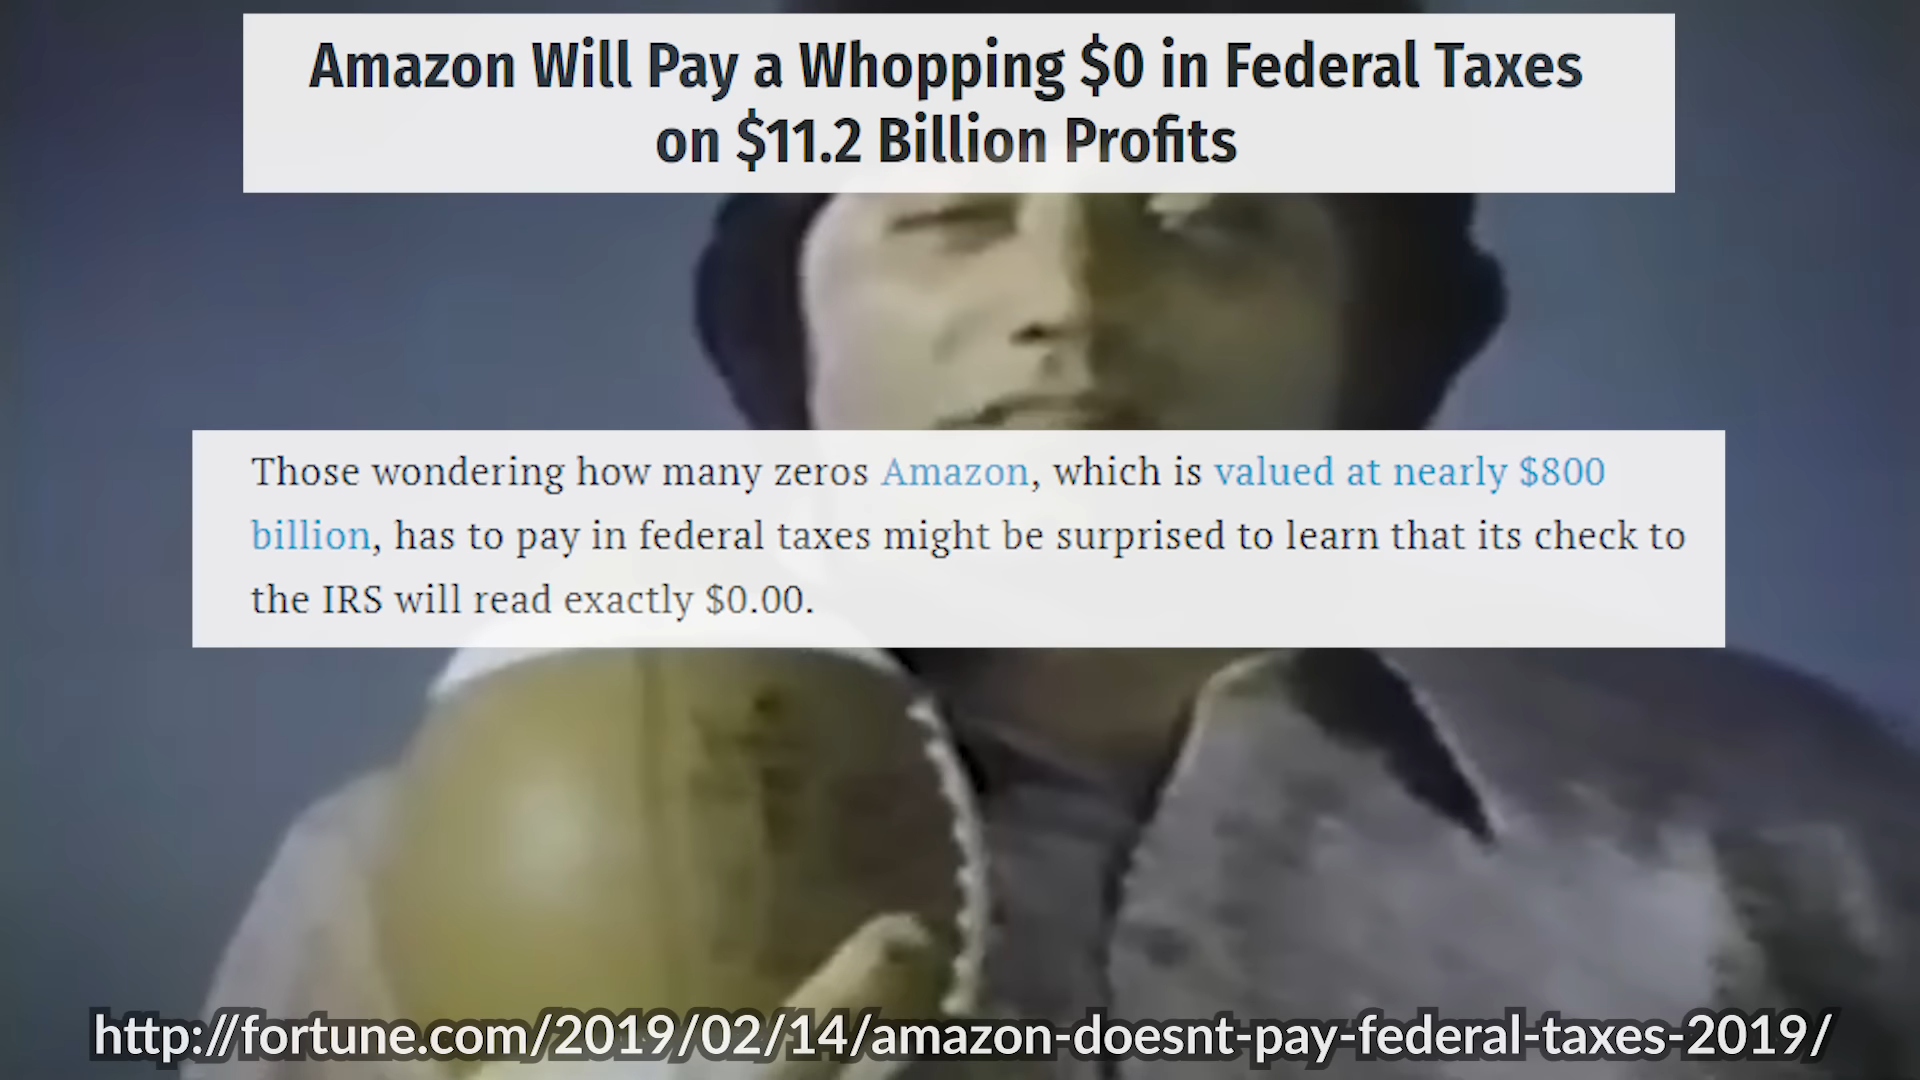 Amazon Will Pay a Whopping $0 in Federal Taxes
on $11.2 Billion Profits
Those wondering how many zeros Amazon, which is valued at nearly $800
billion, has to pay in federal taxes might be surprised to learn that its check to
the IRS will read exactly $0.00.
http://fortune.com/2019/02/14/amazon-doesnt-pay-federal-taxes-2019/